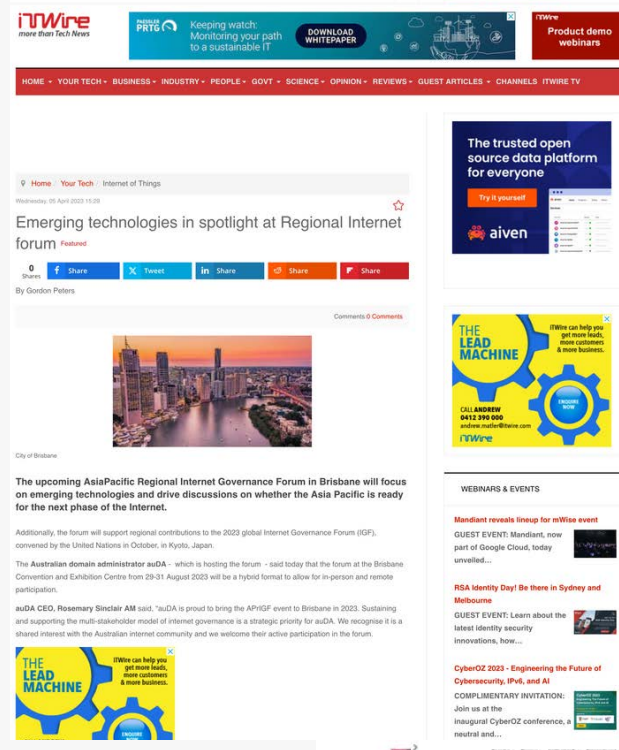 iTWire
more than Tech News
PAESSLER
PRTG
Keeping watch:
Monitoring your path
to a sustainable IT
DOWNLOAD
WHITEPAPER
iTWire
Product demo
webinars
HOME YOUR TECH BUSINESS INDUSTRY PEOPLE GOVT SCIENCE OPINION REVIEWS GUEST ARTICLES CHANNELS ITWIRE TV
Home / Your Tech / Internet of Things
Wednesday, 05 April 2023 15:28
Emerging technologies in spotlight at Regional Internet
forum Featured
0
Shares
Share
Tweet
Share
Share
Share
By Gordon Peters
Comments 0 Comments
City of Brisbane
The upcoming AsiaPacific Regional Internet Governance Forum in Brisbane will focus
on emerging technologies and drive discussions on whether the Asia Pacific is ready
for the next phase of the Internet.
Additionally, the forum will support regional contributions to the 2023 global Internet Governance Forum (IGF),
convened by the United Nations in October, in Kyoto, Japan.
The Australian domain administrator auDA - which is hosting the forum - said today that the forum at the Brisbane
Convention and Exhibition Centre from 29-31 August 2023 will be a hybrid format to allow for in-person and remote
participation.
auDA CEO, Rosemary Sinclair AM said, "auDA is proud to bring the APrIGF event to Brisbane in 2023. Sustaining
and supporting the multi-stakeholder model of internet governance is a strategic priority for auDA. We recognise it is a
shared interest with the Australian internet community and we welcome their active participation in the forum.
THE
LEAD
MACHINE
iTWire can help you
get more leads,
more customers
& more business.
ENQUIRE
The trusted open
source data platform
for everyone
Try it yourself
aiven
THE
LEAD
MACHINE
iTWire can help you
get more leads,
more customers
& more business.
CALL ANDREW
0412 390 000
andrew.matler@itwire.com
iTWire
ENQUIRE
NOW
WEBINARS & EVENTS
Mandiant reveals lineup for mWise event
GUEST EVENT: Mandiant, now
part of Google Cloud, today
unveiled...
RSA Identity Day! Be there in Sydney and
Melbourne
GUEST EVENT: Learn about the
latest identity security
innovations, how...
CyberOZ 2023 - Engineering the Future of
Cybersecurity, IPv6, and AI
COMPLIMENTARY INVITATION:
Join us at the
inaugural CyberOZ conference, a
neutral and...